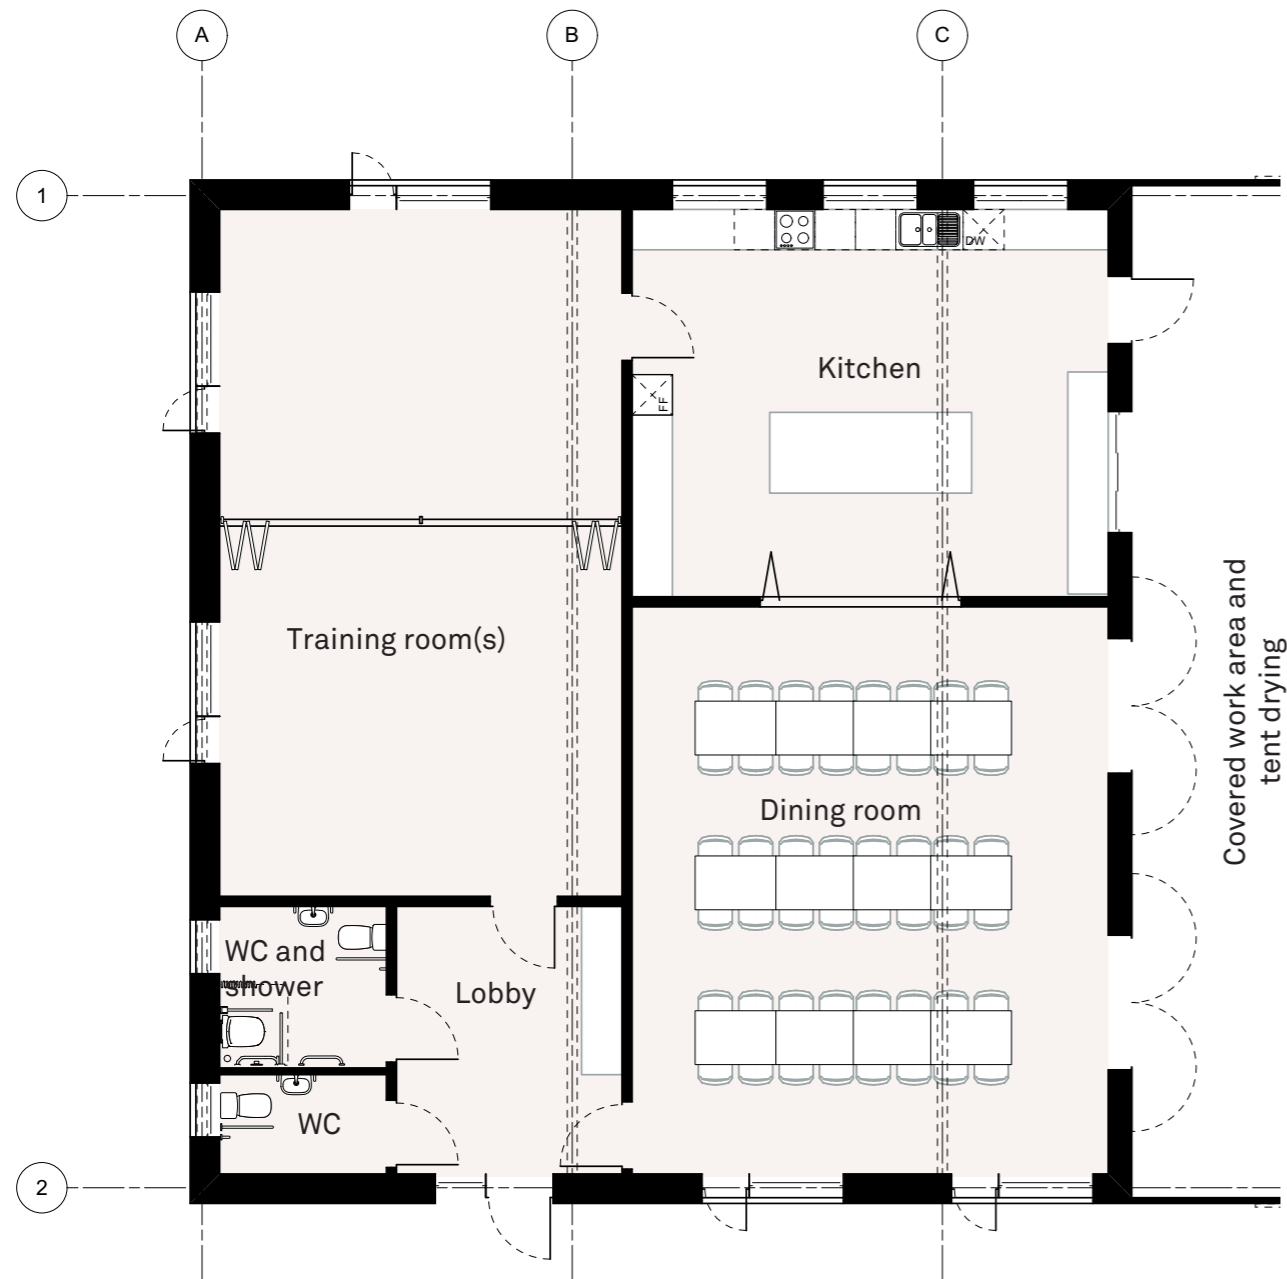 A
B
C
1
DW
Kitchen
FF
Training room(s)
Covered work area and
tent drying
Dining room
WC and
shower
Lobby
WC
2